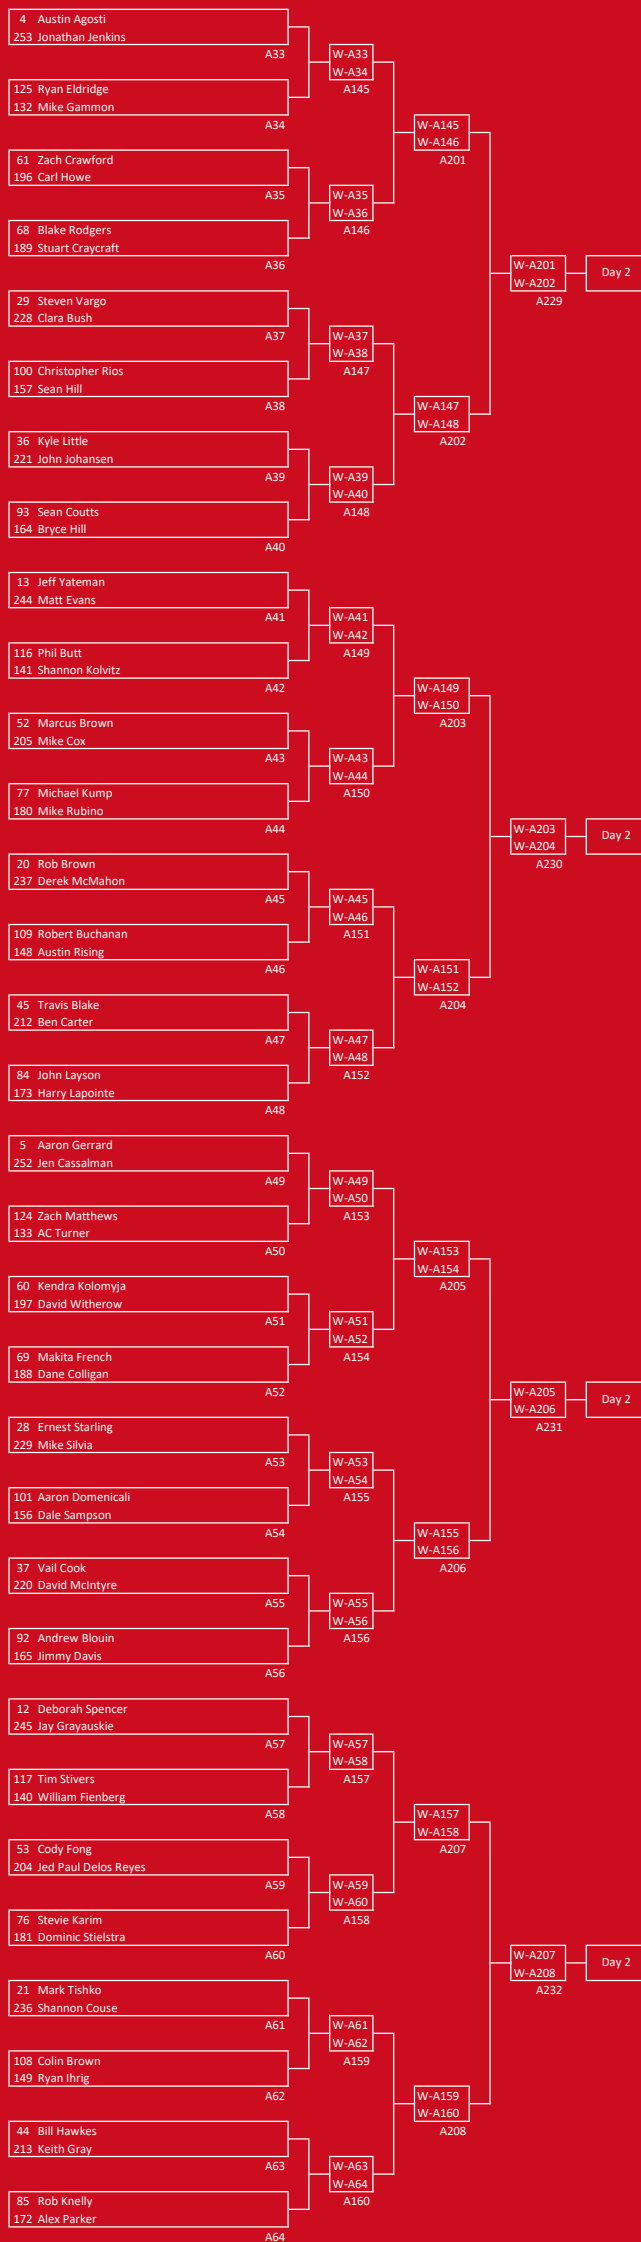 4 Austin Agosti
253 Jonathan Jenkins
A33
125 Ryan Eldridge
132 Mike Gammon
A34
61 Zach Crawford
196 Carl Howe
A35
68 Blake Rodgers
189 Stuart Craycraft
A36
29 Steven Vargo
228 Clara Bush
A37
100 Christopher Rios
157 Sean Hill
A38
36 Kyle Little
221 John Johansen
A39
93 Sean Coutts
164 Bryce Hill
A40
13 Jeff Yateman
244 Matt Evans
A41
116 Phil Butt
141 Shannon Kolvitz
A42
52 Marcus Brown
205 Mike Cox
A43
77 Michael Kump
180 Mike Rubino
A44
20 Rob Brown
237 Derek McMahon
A45
109 Robert Buchanan
148 Austin Rising
A46
45 Travis Blake
212 Ben Carter
A47
84 John Layson
173 Harry Lapointe
A48
5 Aaron Gerrard
252 Jen Cassalman
A49
124 Zach Matthews
133 AC Turner
A50
60 Kendra Kolomyja
197 David Witherow
A51
69 Makita French
188 Dane Colligan
A52
28 Ernest Starling
229 Mike Silvia
A53
101 Aaron Domenicali
156 Dale Sampson
A54
37 Vail Cook
220 David McIntyre
A55
92 Andrew Blouin
165 Jimmy Davis
A56
12 Deborah Spencer
245 Jay Grayauskie
A57
117 Tim Stivers
140 William Fienberg
A58
53 Cody Fong
204 Jed Paul Delos Reyes
A59
76 Stevie Karim
181 Dominic Stielstra
A60
21 Mark Tishko
236 Shannon Couse
A61
108 Colin Brown
149 Ryan Ihrig
A62
44 Bill Hawkes
213 Keith Gray
A63
85 Rob Knelly
172 Alex Parker
A64
W-A33
W-A34
A145
W-A35
W-A36
A146
W-A37
W-A38
A147
W-A39
W-A40
A148
W-A41
W-A42
A149
W-A43
W-A44
A150
W-A45
W-A46
A151
W-A47
W-A48
A152
W-A49
W-A50
A153
W-A51
W-A52
A154
W-A53
W-A54
A155
W-A55
W-A56
A156
W-A57
W-A58
A157
W-A59
W-A60
A158
W-A61
W-A62
A159
W-A63
W-A64
A160
W-A145
W-A146
A201
W-A147
W-A148
A202
W-A149
W-A150
A203
W-A151
W-A152
A204
W-A153
W-A154
A205
W-A155
W-A156
A206
W-A157
W-A158
A207
W-A159
W-A160
A208
W-A201
W-A202
A229
W-A203
W-A204
A230
W-A205
W-A206
A231
W-A207
W-A208
A232
Day 2
Day 2
Day 2
Day 2